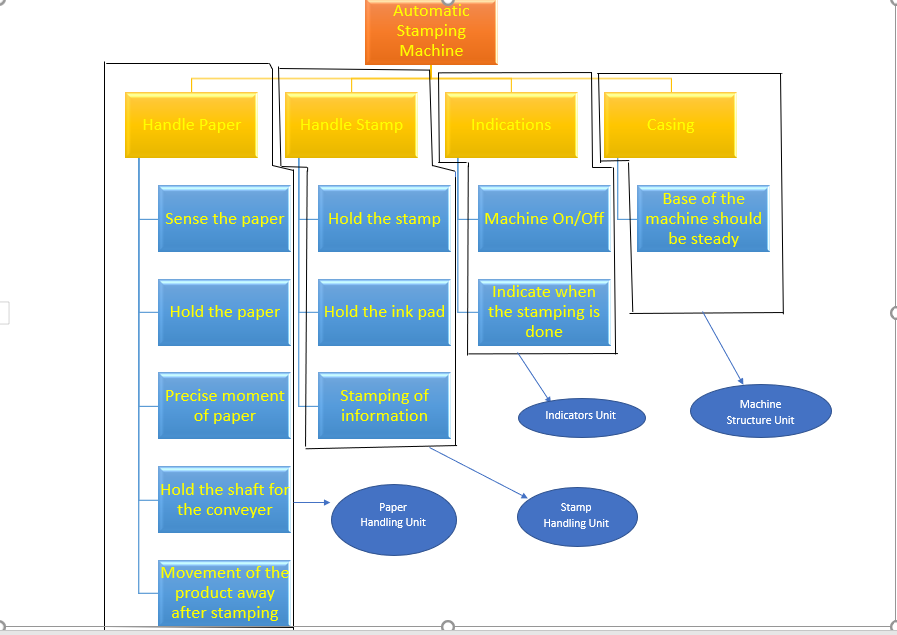 Automatic
Stamping
Machine
Handle Paper
Handle Stamp
Indications
Casing
Sense the paper
Hold the paper
Precise moment
of paper
Hold the shaft for
the conveyer
Movement of the
product away
after stamping
Hold the stamp
Hold the ink pad
Stamping of
information
Machine On/Off
Indicate when
the stamping is
done
Base of the
machine should
be steady
Paper
Handling Unit
Stamp
Handling Unit
Indicators Unit
Machine
Structure Unit